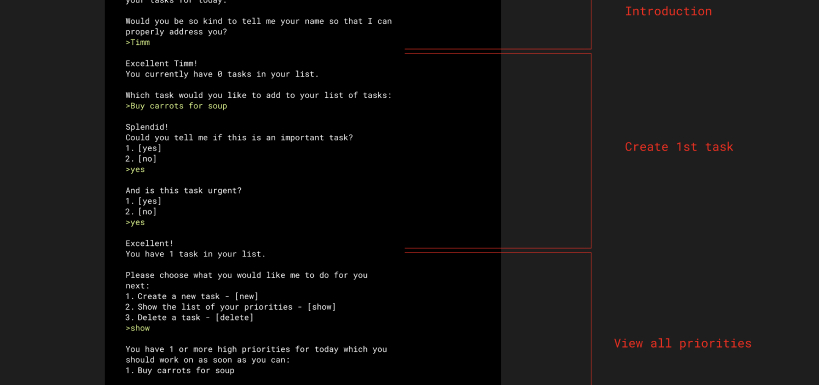 your tasks for today.
Introduction
Would you be so kind to tell me your name so that I can
properly address you?
>Timm
Excellent Timm!
You currently have 0 tasks in your list.
Which task would you like to add to your list of tasks:
>Buy carrots for soup
Splendid!
Could you tell me if this is an important task?
1. [yes]
2. [no]
>yes
Create 1st task
And is this task urgent?
1. [yes]
2. [no]
>yes
Excellent!
You have 1 task in your list.
Please choose what you would like me to do for you
next:
1. Create a new task - [new]
2. Show the list of your priorities - [show]
3. Delete a task - [delete]
>show
View all priorities
You have 1 or more high priorities for today which you
should work on as soon as you can:
1. Buy carrots for soup